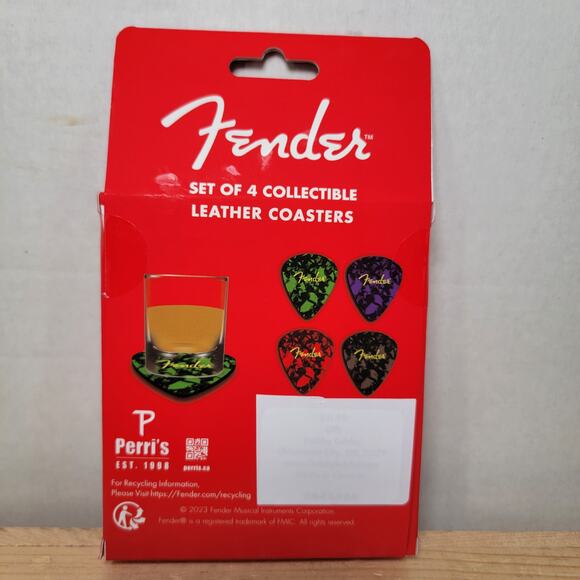 Fender™
SET OF 4 COLLECTIBLE
LEATHER COASTERS
Fender
Fender
Fender
Fender
Fender
P
Perri's
EST. 1998
perris.ca
For Recycling Information,
Please Visit https://Fender.com/recycling
© 2023 Fender Musical Instruments Corporation.
Fender® is a registered trademark of FMIC. All rights reserved.